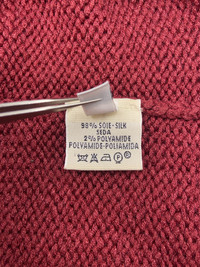 98% SOIE-SILK
SEDA
2% POLYAMIDE
POLYAMIDE-POLIAMIDA
P